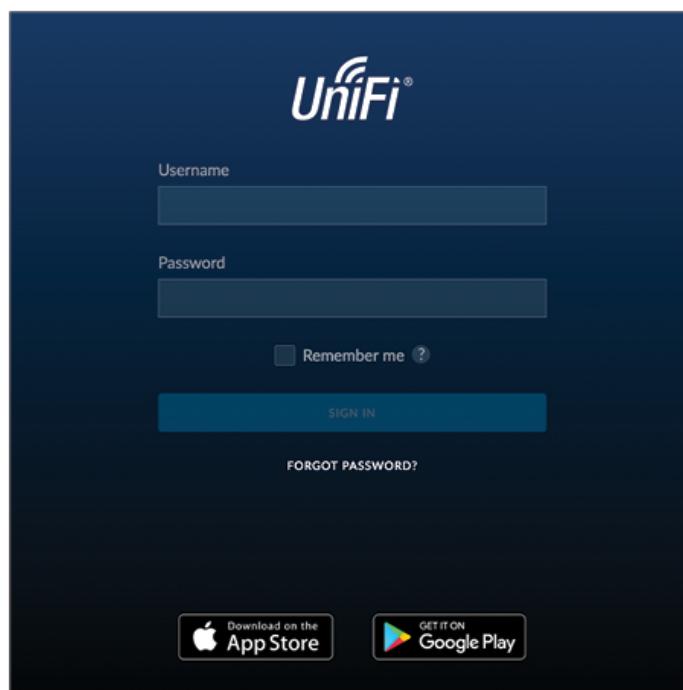 UniFi®
Username
Password
Remember me ?
SIGN IN
FORGOT PASSWORD?
Download on the
App Store
GET IT ON
Google Play